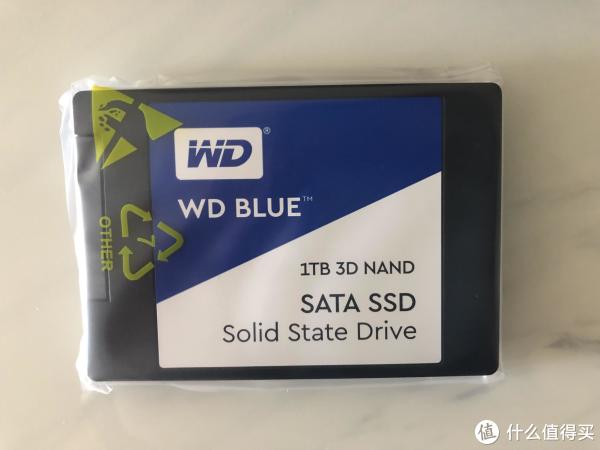 WD®
WD BLUE™
1TB 3D NAND
SATA SSD
Solid State Drive
7
OTHER
值 什么值得买